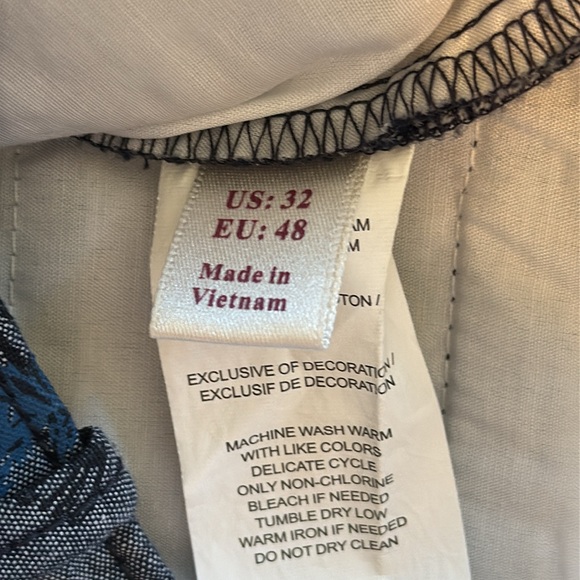 US: 32
EU: 48
Made in
Vietnam
EXCLUSIVE OF DECORATION /
EXCLUSIF DE DECORATION
MACHINE WASH WARM
WITH LIKE COLORS
DELICATE CYCLE
ONLY NON-CHLORINE
BLEACH IF NEEDED
TUMBLE DRY LOW
WARM IRON IF NEEDED
DO NOT DRY CLEAN